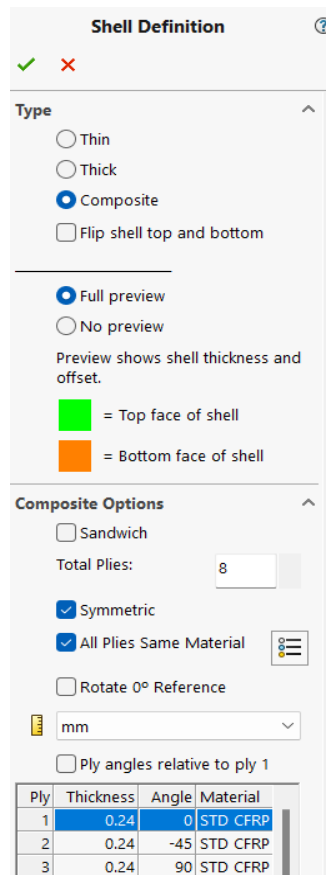 Shell Definition
Type
Thin
Thick
Composite
Flip shell top and bottom
Full preview
No preview
Preview shows shell thickness and
offset.
= Top face of shell
= Bottom face of shell
Composite Options
Sandwich
Total Plies: 8
Symmetric
All Plies Same Material
Rotate 0º Reference
mm
Ply angles relative to ply 1
Ply Thickness Angle Material
1 0.24 0 STD CFRP
2 0.24 -45 STD CFRP
3 0.24 90 STD CFRP